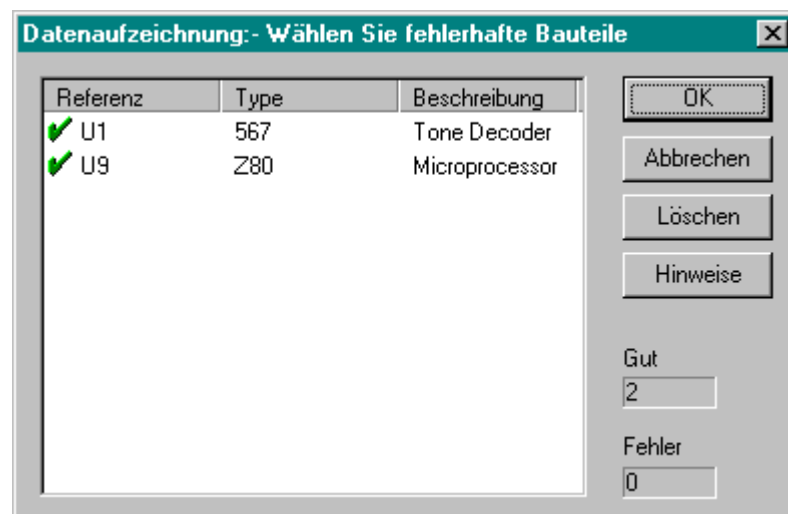 Datenaufzeichnung:- Wählen Sie fehlerhafte Bauteile
Referenz Type Beschreibung
U1 567 Tone Decoder
U9 Z80 Microprocessor
OK
Abbrechen
Löschen
Hinweise
Gut
2
Fehler
0